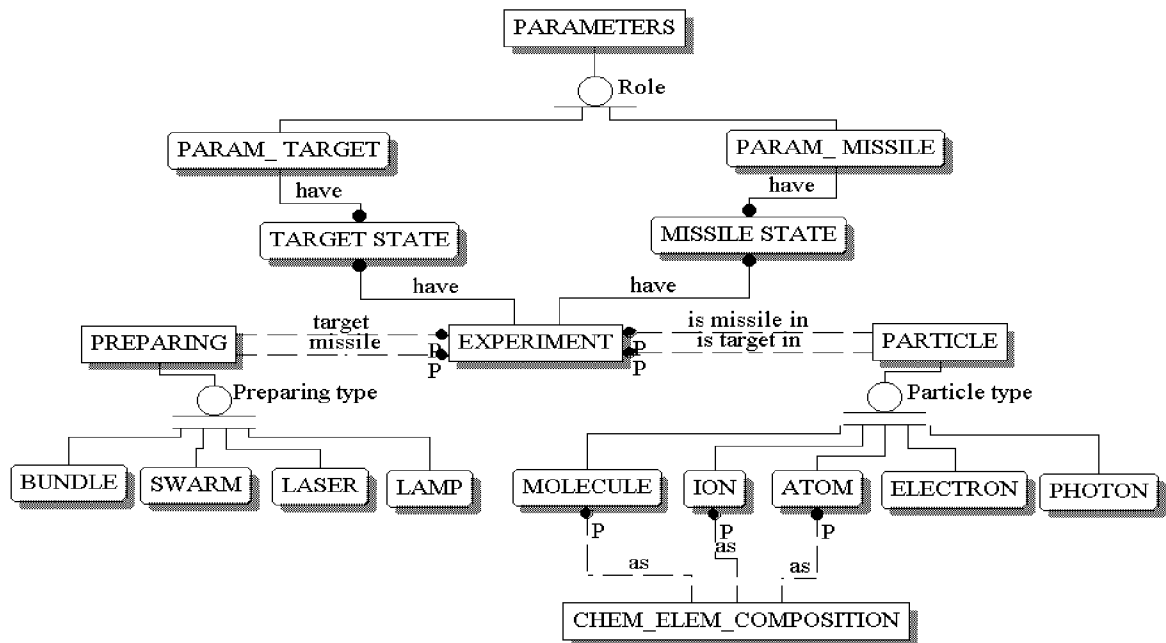 PARAMETERS
Role
PARAM_ TARGET
PARAM_ MISSILE
have
have
TARGET STATE
MISSILE STATE
have
have
target
is missile in
PREPARING
P
EXPERIMENT
P
PARTICLE
missile
is target in
P
P
Preparing type
Particle type
BUNDLE
SWARM
LASER
LAMP
MOLECULE
ION
ATOM
ELECTRON
PHOTON
P
P
P
as
as
as
CHEM_ELEM_COMPOSITION